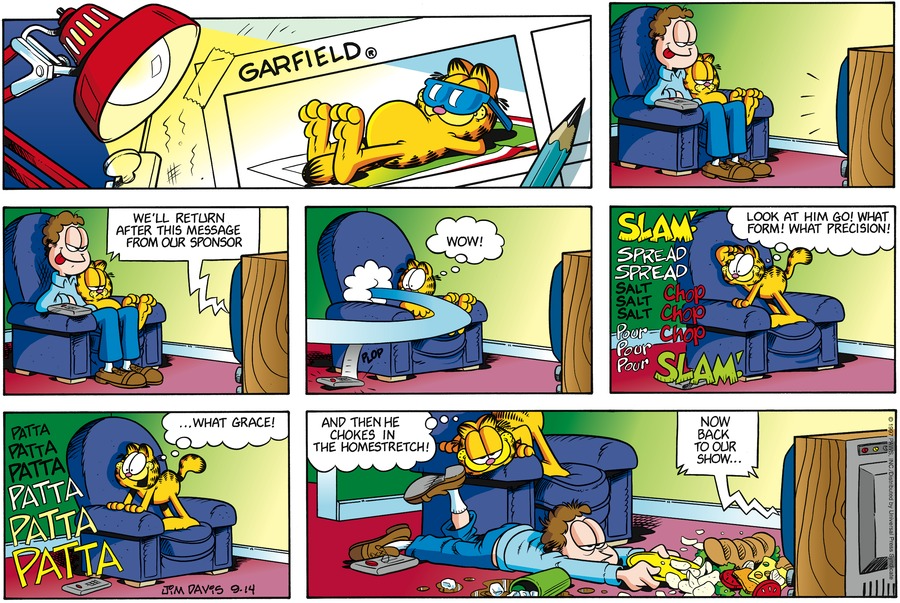 GARFIELD®
WE'LL RETURN
AFTER THIS MESSAGE
FROM OUR SPONSOR
WOW!
PLOP
SLAM!
SPREAD
SPREAD
SALT
SALT
SALT
Chop
Chop
Chop
Pour
Pour
Pour
SLAM!
LOOK AT HIM GO! WHAT
FORM! WHAT PRECISION!
PATTA
PATTA
PATTA
PATTA
PATTA
PATTA
...WHAT GRACE!
JIM DAVIS 9-14
AND THEN HE
CHOKES IN
THE HOMESTRETCH!
NOW
BACK
TO OUR
SHOW...